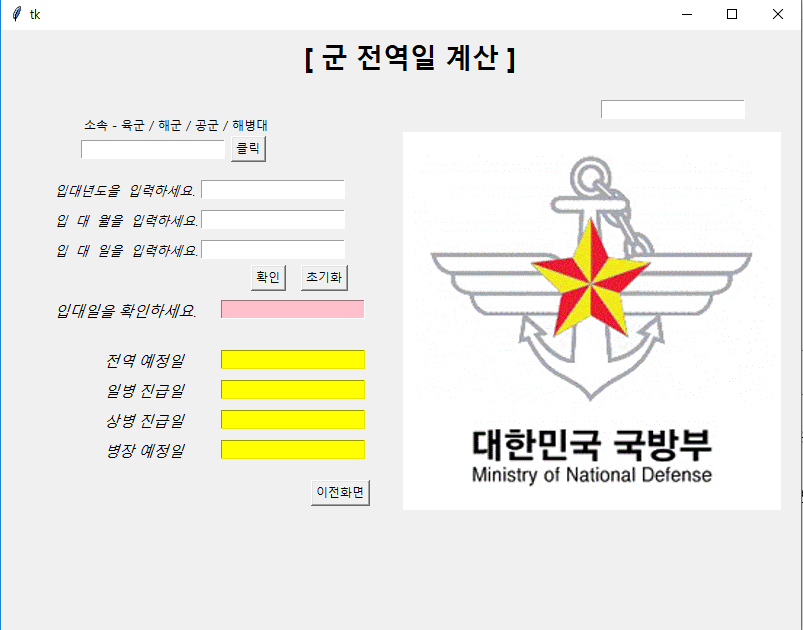 tk
[ 군 전역일 계산 ]
소속 - 육군 / 해군 / 공군 / 해병대
클릭
입대년도을 입력하세요.
입 대 월을 입력하세요.
입 대 일을 입력하세요.
확인 초기화
입대일을 확인하세요.
전역 예정일
일병 진급일
상병 진급일
병장 예정일
이전화면
대한민국 국방부
Ministry of National Defense